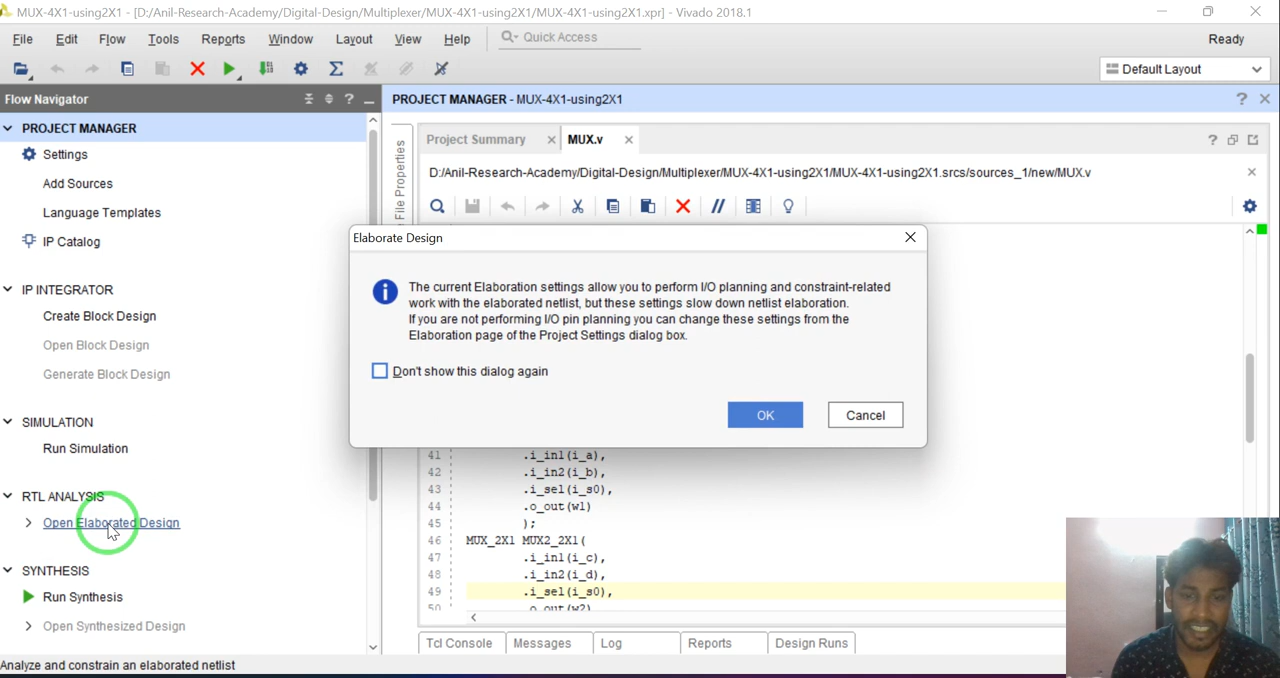 MUX-4X1-using2X1 - [D:/Anil-Research-Academy/Digital-Design/Multiplexer/MUX-4X1-using2X1/MUX-4X1-using2X1.xpr] - Vivado 2018.1
File Edit Flow Tools Reports Window Layout View Help Quick Access Ready
Default Layout
Flow Navigator
PROJECT MANAGER - MUX-4X1-using2X1
PROJECT MANAGER
Settings
Add Sources
Language Templates
IP Catalog
IP INTEGRATOR
Create Block Design
Open Block Design
Generate Block Design
SIMULATION
Run Simulation
RTL ANALYSIS
Open Elaborated Design
SYNTHESIS
Run Synthesis
Open Synthesized Design
Analyze and constrain an elaborated netlist
File Properties
Project Summary MUX.v
D:/Anil-Research-Academy/Digital-Design/Multiplexer/MUX-4X1-using2X1/MUX-4X1-using2X1.srcs/sources_1/new/MUX.v
Elaborate Design
The current Elaboration settings allow you to perform I/O planning and constraint-related
work with the elaborated netlist, but these settings slow down netlist elaboration.
If you are not performing I/O pin planning you can change these settings from the
Elaboration page of the Project Settings dialog box.
Don't show this dialog again
OK Cancel
41 .i_in1(i_a),
42 .i_in2(i_b),
43 .i_sel(i_s0),
44 .o_out(w1)
45 );
46 MUX_2X1 MUX2_2X1(
47 .i_in1(i_c),
48 .i_in2(i_d),
49 .i_sel(i_s0),
50 .o_out(w2)
Tcl Console Messages Log Reports Design Runs